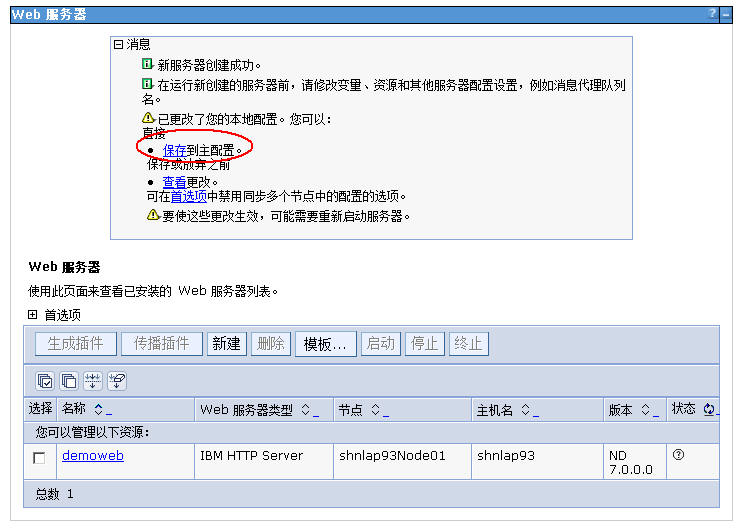 Web 服务器
? –
消息
新服务器创建成功。
在运行新创建的服务器前，请修改变量、资源和其他服务器配置设置，例如消息代理队列
名。
已更改了您的本地配置。您可以：
直接
• 保存到主配置。
保存或放弃之前
• 查看更改。
可在首选项中禁用同步多个节点中的配置的选项。
要使这些更改生效，可能需要重新启动服务器。
Web 服务器
使用此页面来查看已安装的 Web 服务器列表。
首选项
生成插件 传播插件 新建 删除 模板... 启动 停止 终止
选择 名称 Web 服务器类型 节点 主机名 版本 状态
您可以管理以下资源：
demoweb IBM HTTP Server shnlap93Node01 shnlap93 ND
7.0.0.0
总数 1